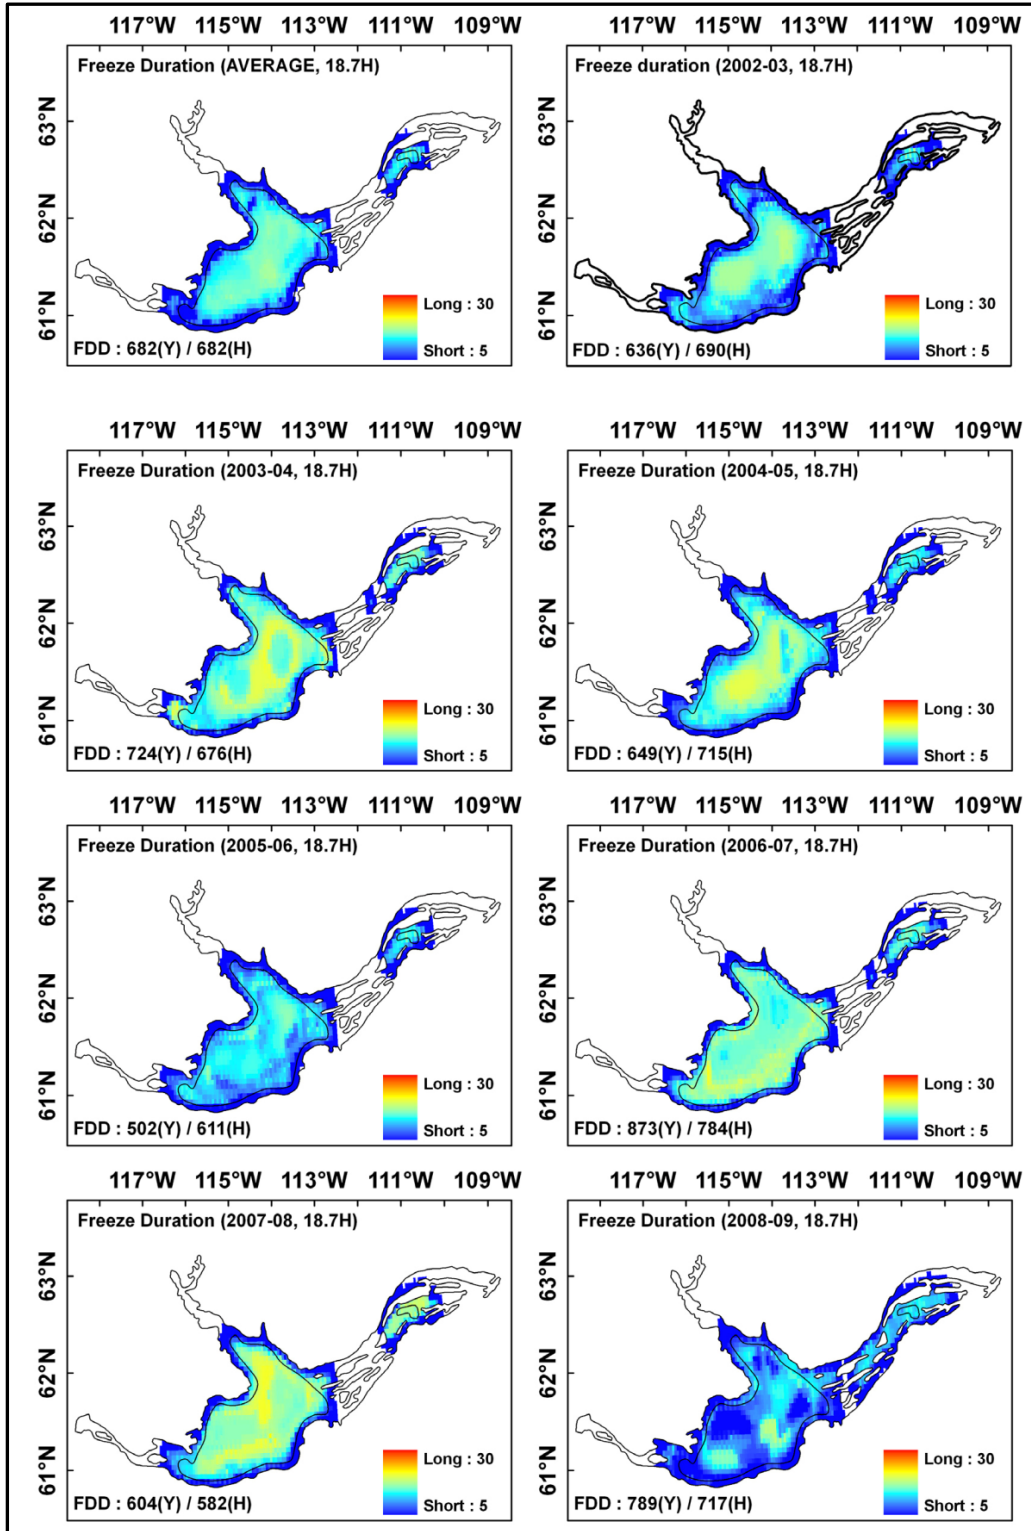 117°W 115°W 113°W 111°W 109°W 117°W 115°W 113°W 111°W 109°W
Freeze Duration (AVERAGE, 18.7H)
63°N
62°N
61°N
Long : 30
Short : 5
FDD : 682(Y) / 682(H)
Freeze duration (2002-03, 18.7H)
63°N
62°N
61°N
Long : 30
Short : 5
FDD : 636(Y) / 690(H)
117°W 115°W 113°W 111°W 109°W 117°W 115°W 113°W 111°W 109°W
Freeze Duration (2003-04, 18.7H)
63°N
62°N
61°N
Long : 30
Short : 5
FDD : 724(Y) / 676(H)
Freeze Duration (2004-05, 18.7H)
63°N
62°N
61°N
Long : 30
Short : 5
FDD : 649(Y) / 715(H)
117°W 115°W 113°W 111°W 109°W 117°W 115°W 113°W 111°W 109°W
Freeze Duration (2005-06, 18.7H)
63°N
62°N
61°N
Long : 30
Short : 5
FDD : 502(Y) / 611(H)
Freeze Duration (2006-07, 18.7H)
63°N
62°N
61°N
Long : 30
Short : 5
FDD : 873(Y) / 784(H)
117°W 115°W 113°W 111°W 109°W 117°W 115°W 113°W 111°W 109°W
Freeze Duration (2007-08, 18.7H)
63°N
62°N
61°N
Long : 30
Short : 5
FDD : 604(Y) / 582(H)
Freeze Duration (2008-09, 18.7H)
63°N
62°N
61°N
Long : 30
Short : 5
FDD : 789(Y) / 717(H)